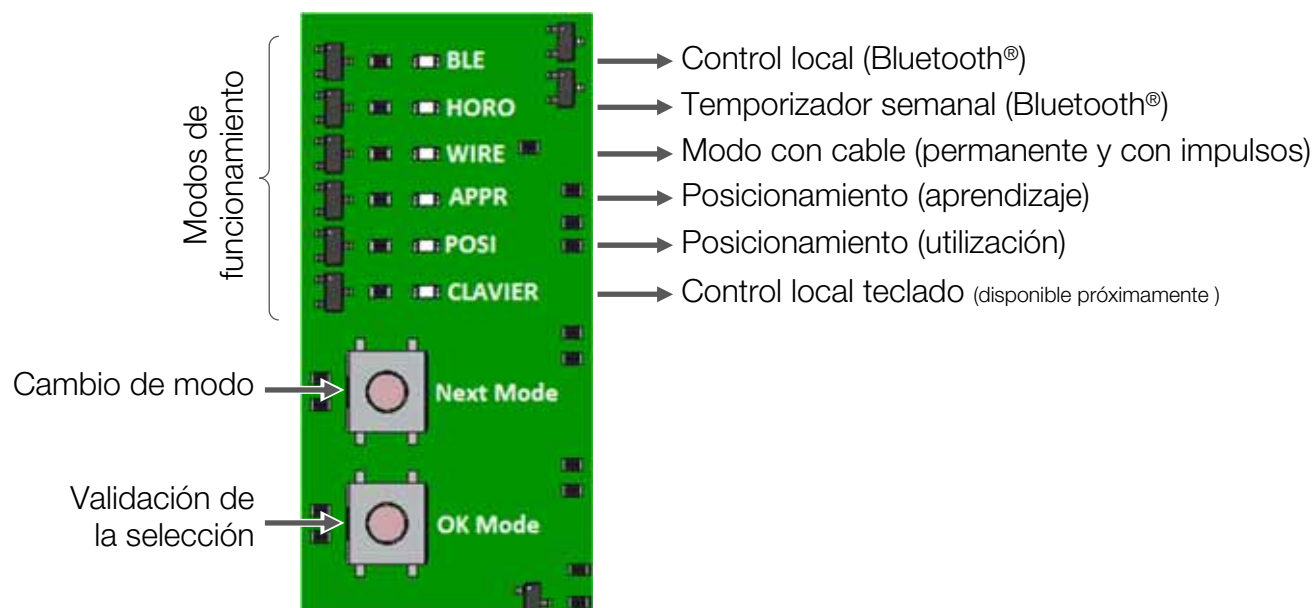 Modos de
funcionamiento
BLE
Control local (Bluetooth®)
HORO
Temporizador semanal (Bluetooth®)
WIRE
Modo con cable (permanente y con impulsos)
APPR
Posicionamiento (aprendizaje)
POSI
Posicionamiento (utilización)
CLAVIER
Control local teclado (disponible próximamente )
Cambio de modo
Next Mode
Validación de
la selección
OK Mode